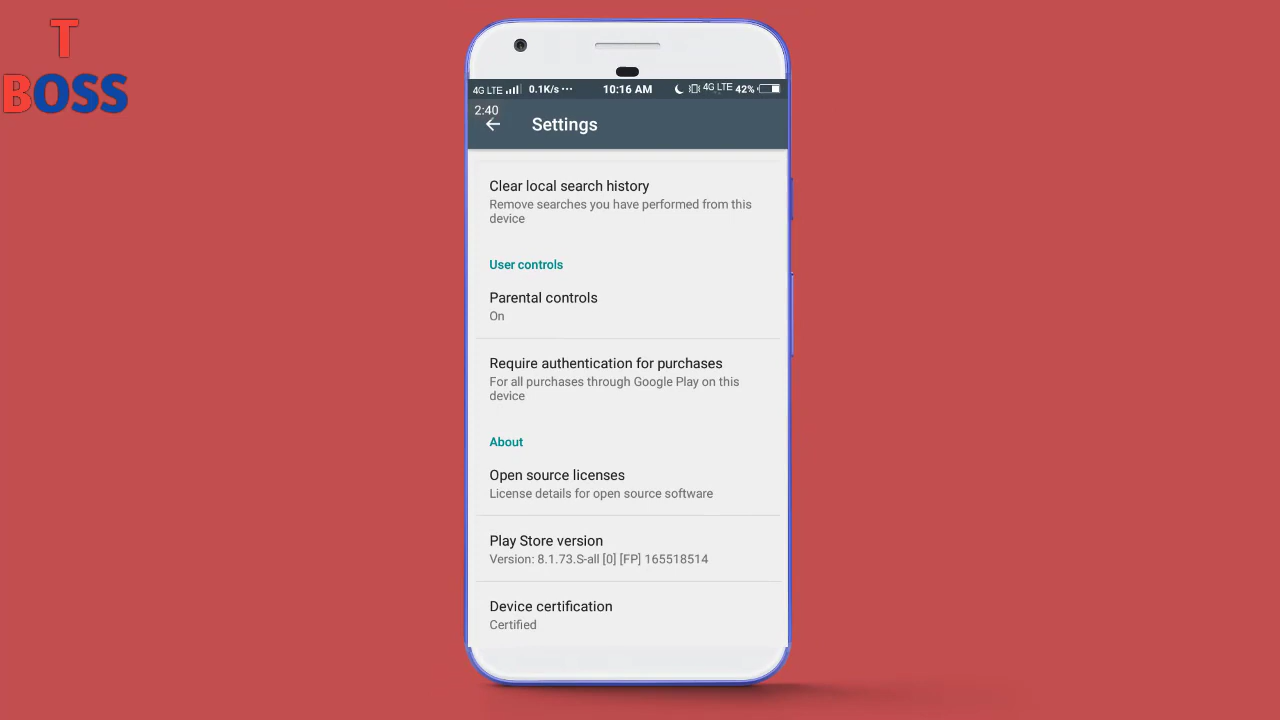 T
BOSS
4G LTE 0.1K/s ··· 10:16 AM 4G LTE 42%
2:40
Settings
Clear local search history
Remove searches you have performed from this
device
User controls
Parental controls
On
Require authentication for purchases
For all purchases through Google Play on this
device
About
Open source licenses
License details for open source software
Play Store version
Version: 8.1.73.S-all [0] [FP] 165518514
Device certification
Certified